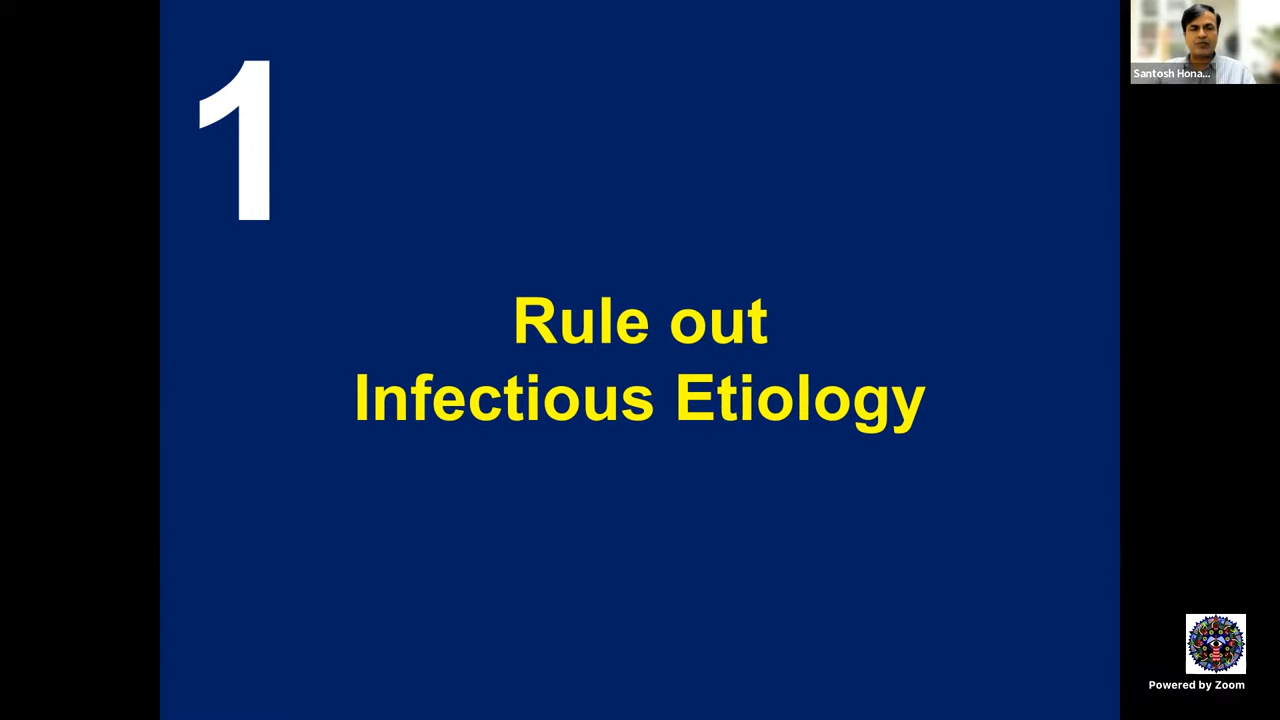 1
Rule out
Infectious Etiology
Santosh Hona...
Powered by Zoom